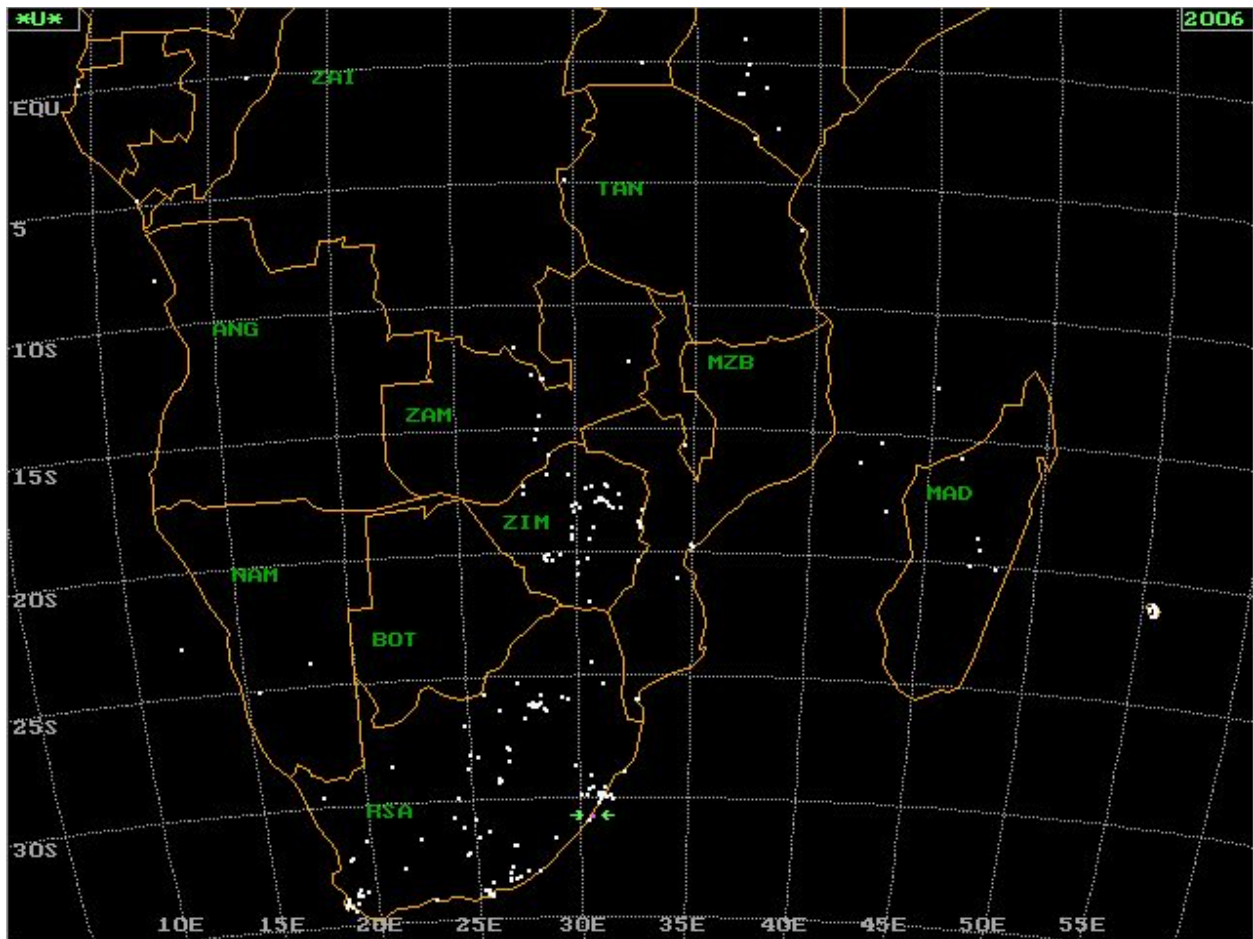 *U* 2006
ZAI
EQU
TAN
5
ANG
10S
MZB
ZAM
15S
MAD
ZIM
NAM
20S
BOT
25S
RSA
30S
10E 15E 20E 25E 30E 35E 40E 45E 50E 55E